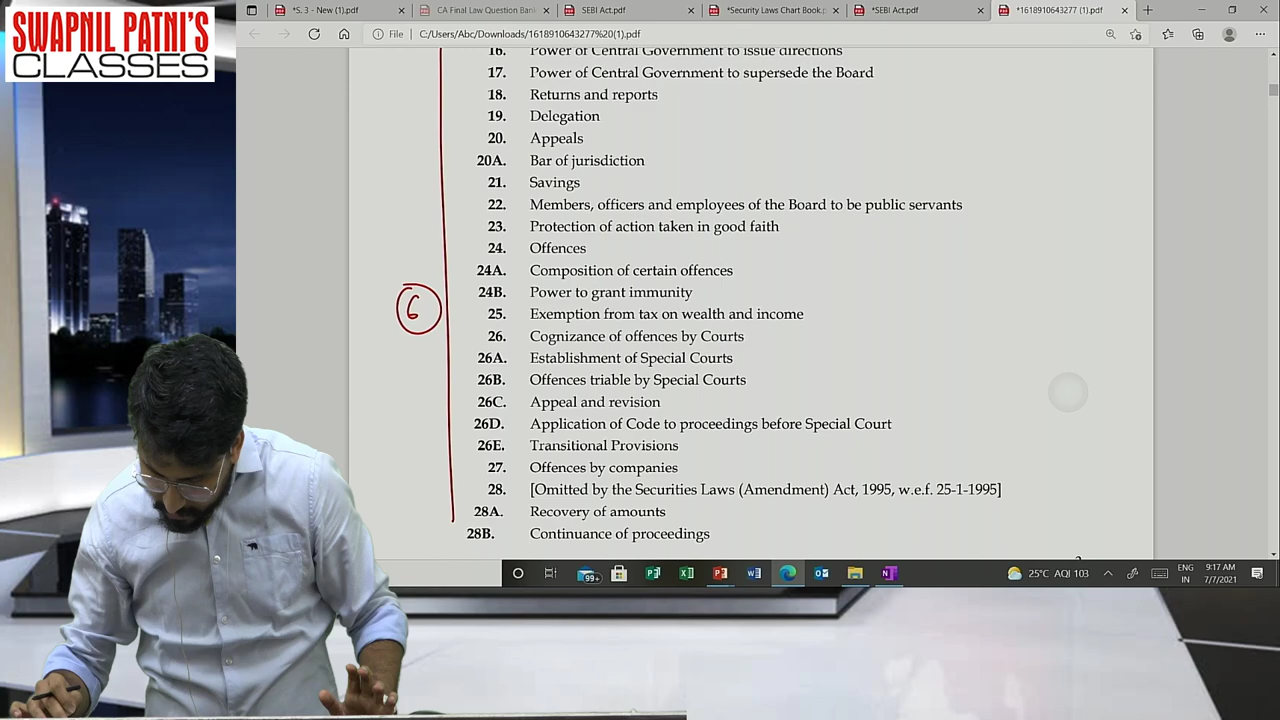 SWAPNIL PATNI'S
CLASSES
*S. 3 - New (1).pdf
CA Final Law Question Ban
SEBI Act.pdf
*Security Laws Chart Book.p
*SEBI Act.pdf
*1618910643277 (1).pdf
File
C:/Users/Abc/Downloads/1618910643277%20(1).pdf
16. Power of Central Government to issue directions
17. Power of Central Government to supersede the Board
18. Returns and reports
19. Delegation
20. Appeals
20A. Bar of jurisdiction
21. Savings
22. Members, officers and employees of the Board to be public servants
23. Protection of action taken in good faith
24. Offences
24A. Composition of certain offences
24B. Power to grant immunity
6
25. Exemption from tax on wealth and income
26. Cognizance of offences by Courts
26A. Establishment of Special Courts
26B. Offences triable by Special Courts
26C. Appeal and revision
26D. Application of Code to proceedings before Special Court
26E. Transitional Provisions
27. Offences by companies
28. [Omitted by the Securities Laws (Amendment) Act, 1995, w.e.f. 25-1-1995]
28A. Recovery of amounts
28B. Continuance of proceedings
99+
25°C AQI 103
ENG
IN
9:17 AM
7/7/2021